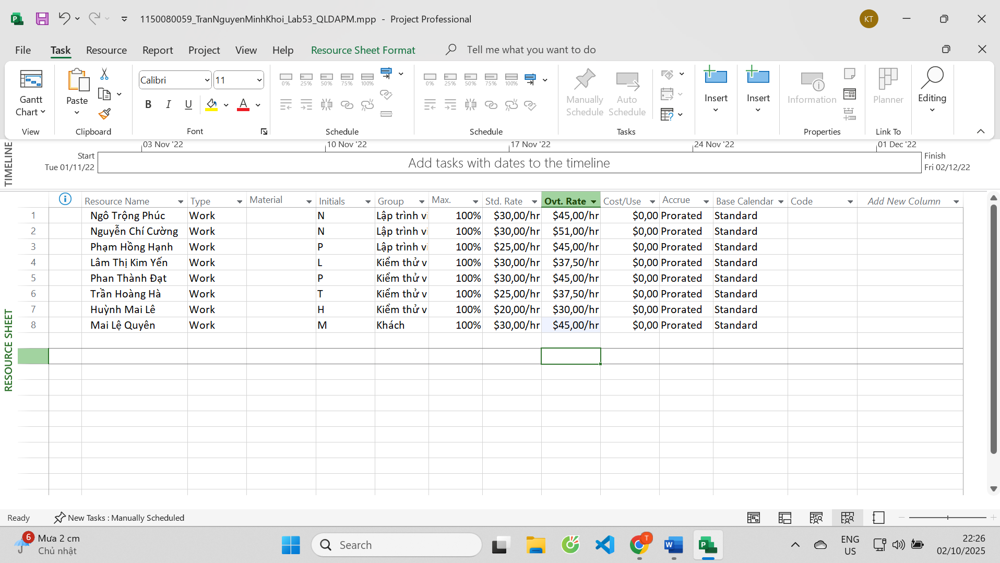 1150080059_TranNguyenMinhKhoi_Lab53_QLDAPM.mpp - Project Professional
KT
File Task Resource Report Project View Help Resource Sheet Format Tell me what you want to do
Gantt Chart
Paste
Calibri 11
B I U A
0% 25% 50% 75% 100%
0% 25% 50% 75% 100%
Manually Schedule
Auto Schedule
Insert
Insert
Information
Planner
Editing
View Clipboard Font Schedule Schedule Tasks Properties Link To
TIMELINE
03 Nov '22 10 Nov '22 17 Nov '22 24 Nov '22 01 Dec '22
Start
Tue 01/11/22
Add tasks with dates to the timeline
Finish
Fri 02/12/22
RESOURCE SHEET
Resource Name Type Material Initials Group Max. Std. Rate Ovt. Rate Cost/Use Accrue Base Calendar Code Add New Column
1 Ngô Trộng Phúc Work N Lập trình vi 100% $30,00/hr $45,00/hr $0,00 Prorated Standard
2 Nguyễn Chí Cường Work N Lập trình vi 100% $30,00/hr $51,00/hr $0,00 Prorated Standard
3 Phạm Hồng Hạnh Work P Lập trình vi 100% $25,00/hr $45,00/hr $0,00 Prorated Standard
4 Lâm Thị Kim Yến Work L Kiểm thử v 100% $30,00/hr $37,50/hr $0,00 Prorated Standard
5 Phan Thành Đạt Work P Kiểm thử v 100% $30,00/hr $45,00/hr $0,00 Prorated Standard
6 Trần Hoàng Hà Work T Kiểm thử v 100% $25,00/hr $37,50/hr $0,00 Prorated Standard
7 Huỳnh Mai Lê Work H Kiểm thử v 100% $20,00/hr $30,00/hr $0,00 Prorated Standard
8 Mai Lệ Quyên Work M Khách 100% $30,00/hr $45,00/hr $0,00 Prorated Standard
Ready New Tasks : Manually Scheduled
6 Mưa 2 cm
Chủ nhật
Search
T
ENG
US
22:26
02/10/2025